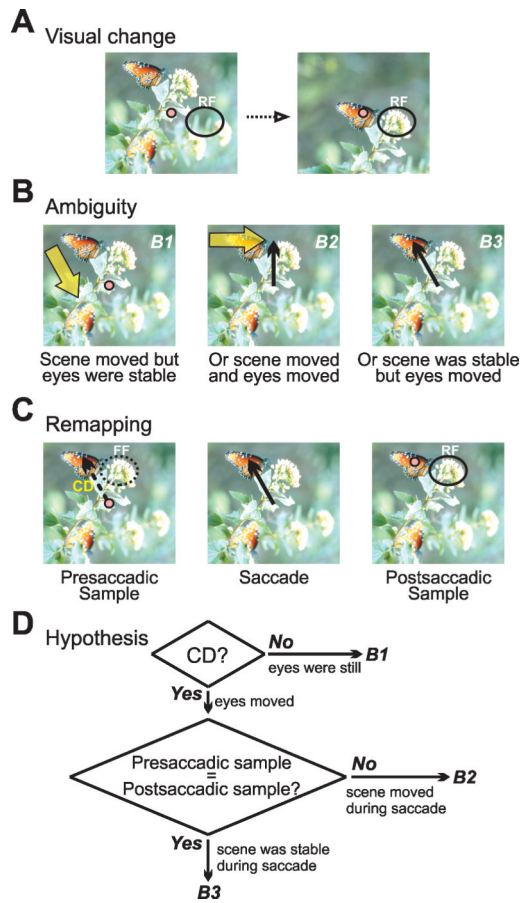 A Visual change
RF
RF
B Ambiguity
B1
B2
B3
Scene moved but
eyes were stable
Or scene moved
and eyes moved
Or scene was stable
but eyes moved
C Remapping
FF
CD
RF
Presaccadic
Sample
Saccade
Postsaccadic
Sample
D Hypothesis
CD?
No
eyes were still
B1
Yes
eyes moved
Presaccadic sample
=
Postsaccadic sample?
No
scene moved
during saccade
B2
Yes
scene was stable
during saccade
B3